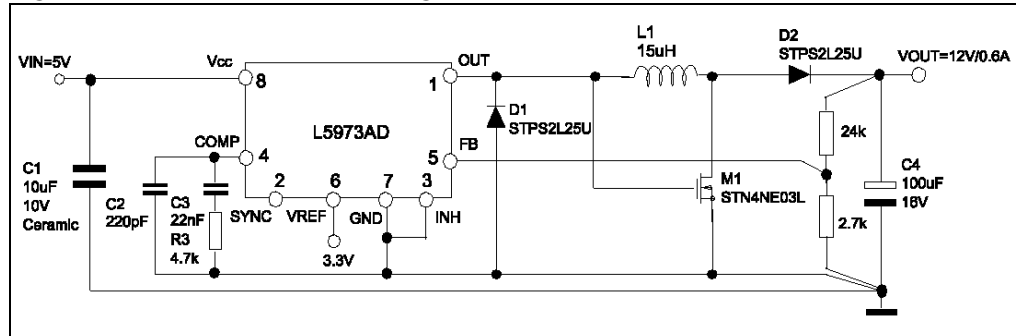 VIN=5V
Vcc
8
L5973AD
OUT
1
D1
STPS2L25U
L1
15uH
D2
STPS2L25U
VOUT=12V/0.6A
COMP
4
5
FB
24k
C1
10uF
10V
Ceramic
C2
220pF
C3
22nF
R3
4.7k
2
SYNC
6
VREF
3.3V
7
GND
3
INH
M1
STN4NE03L
2.7k
C4
100uF
16V